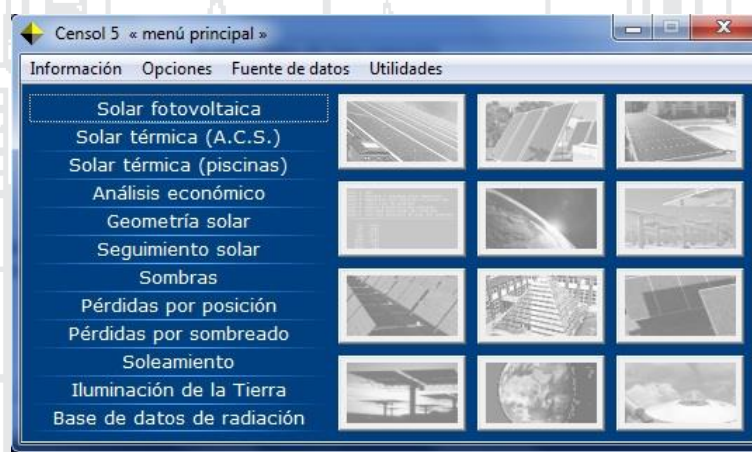 Censol 5 « menú principal »
Información Opciones Fuente de datos Utilidades
Solar fotovoltaica
Solar térmica (A.C.S.)
Solar térmica (piscinas)
Análisis económico
Geometría solar
Seguimiento solar
Sombras
Pérdidas por posición
Pérdidas por sombreado
Soleamiento
Iluminación de la Tierra
Base de datos de radiación